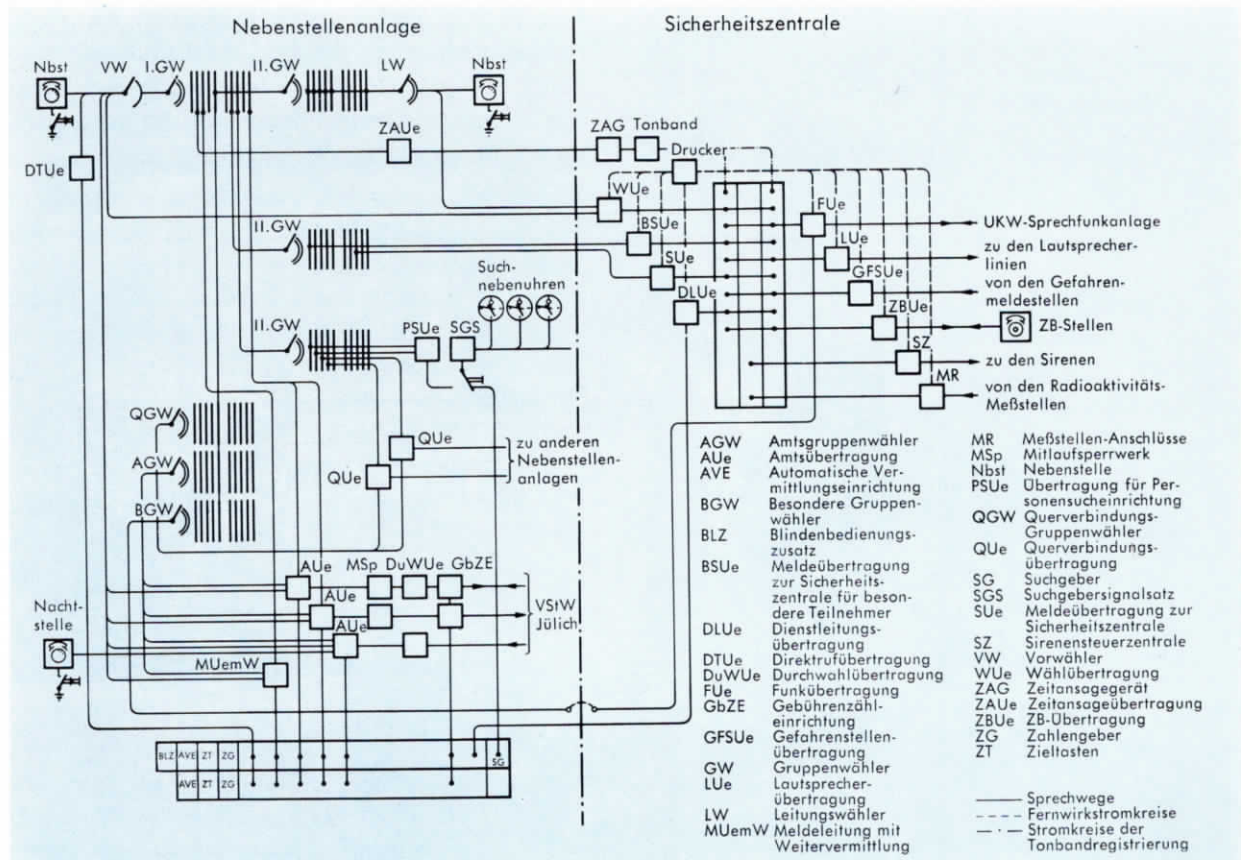 Nebenstellenanlage
Sicherheitszentrale
Nbst VW I.GW II.GW LW Nbst
ZAUe ZAG Tonband
Drucker
DTUe
WUe
FUe UKW-Sprechfunkanlage
II.GW
BSUe
LUe zu den Lautsprecher-
linien
SUe
Such-
nebenuhren
GFSUe von den Gefahren-
meldestellen
DLUe
ZBUe ZB-Stellen
II.GW
PSUe SGS
SZ zu den Sirenen
MR von den Radioaktivitäts-
Meßstellen
QGW
QUe zu anderen
Nebenstellen-
anlagen
AGW
QUe
BGW
AUe MSp DuWUe GbZE
AUe
VStW
Jülich
AUe
Nacht-
stelle
MUemW
BLZ AVE ZT ZG SG
AVE ZT ZG
AGW Amtsgruppenwähler
AUe Amtsübertragung
AVE Automatische Ver-
mittlungseinrichtung
BGW Besondere Gruppen-
wähler
BLZ Blindenbedienungs-
zusatz
BSUe Meldeübertragung
zur Sicherheits-
zentrale für beson-
dere Teilnehmer
DLUe Dienstleitungs-
übertragung
DTUe Direktrufübertragung
DuWUe Durchwahlübertragung
FUe Funkübertragung
GbZE Gebührenzähl-
einrichtung
GFSUe Gefahrenstellen-
übertragung
GW Gruppenwähler
LUe Lautsprecher-
übertragung
LW Leitungswähler
MUemW Meldeleitung mit
Weitervermittlung
MR Meßstellen-Anschlüsse
MSp Mitlaufsperrwerk
Nbst Nebenstelle
PSUe Übertragung für Per-
sonensucheinrichtung
QGW Querverbindungs-
Gruppenwähler
QUe Querverbindungs-
übertragung
SG Suchgeber
SGS Suchgebersignalsatz
SUe Meldeübertragung zur
Sicherheitszentrale
SZ Sirenensteuerzentrale
VW Vorwähler
WUe Wählübertragung
ZAG Zeitansagegerät
ZAUe Zeitansageübertragung
ZBUe ZB-Übertragung
ZG Zahlengeber
ZT Zieltasten
Sprechwege
Fernwirkstromkreise
Stromkreise der
Tonbandregistrierung